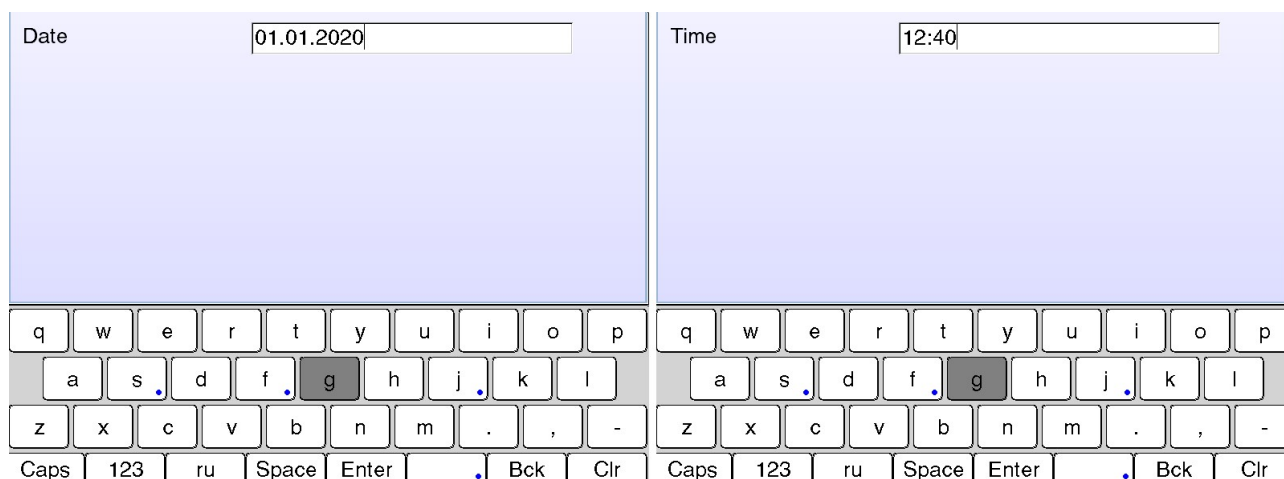 Date 01.01.2020
q w e r t y u i o p
a s d f g h j k l
z x c v b n m . , -
Caps 123 ru Space Enter Bck Clr
Time 12:40
q w e r t y u i o p
a s d f g h j k l
z x c v b n m . , -
Caps 123 ru Space Enter Bck Clr